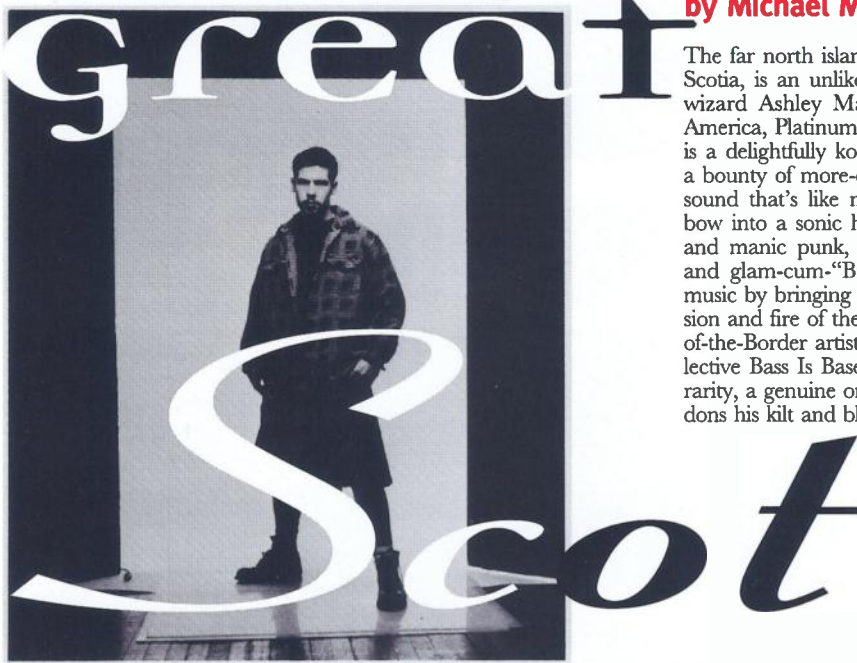 great
Scot
by Michael M
The far north islan
Scotia, is an unlike
wizard Ashley Ma
America, Platinum
is a delightfully ko
a bounty of more-
sound that's like
bow into a sonic h
and manic punk,
and glam-cum-“B
music by bringing
sion and fire of the
of-the-Border artist
lective Bass Is Base
rarity, a genuine or
dons his kilt and bl